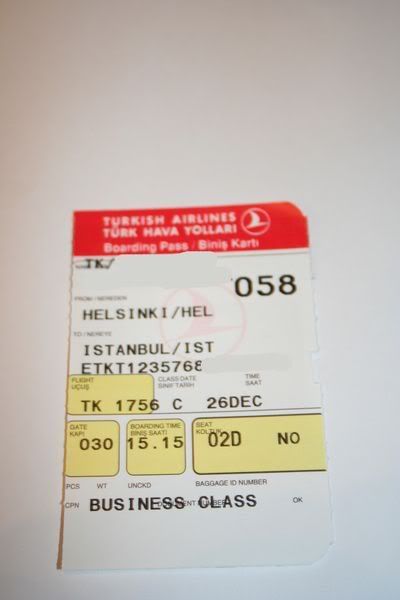 TURKISH AIRLINES
TÜRK HAVA YOLLARI
Boarding Pass / Biniş Kartı
TK/
058
FROM / NEREDEN
HELSINKI/HEL
TO / NEREYE
ISTANBUL/IST
ETKT1235768
FLIGHT CLASS DATE TIME
UÇUŞ SINIF TARİH SAAT
TK 1756 C 26DEC
GATE BOARDING TIME SEAT
KAPI BİNİŞ SAATİ KOLTUK
030 15.15 02D NO
PCS WT UNCKD BAGGAGE ID NUMBER
CPN BUSINESS CLASS OK